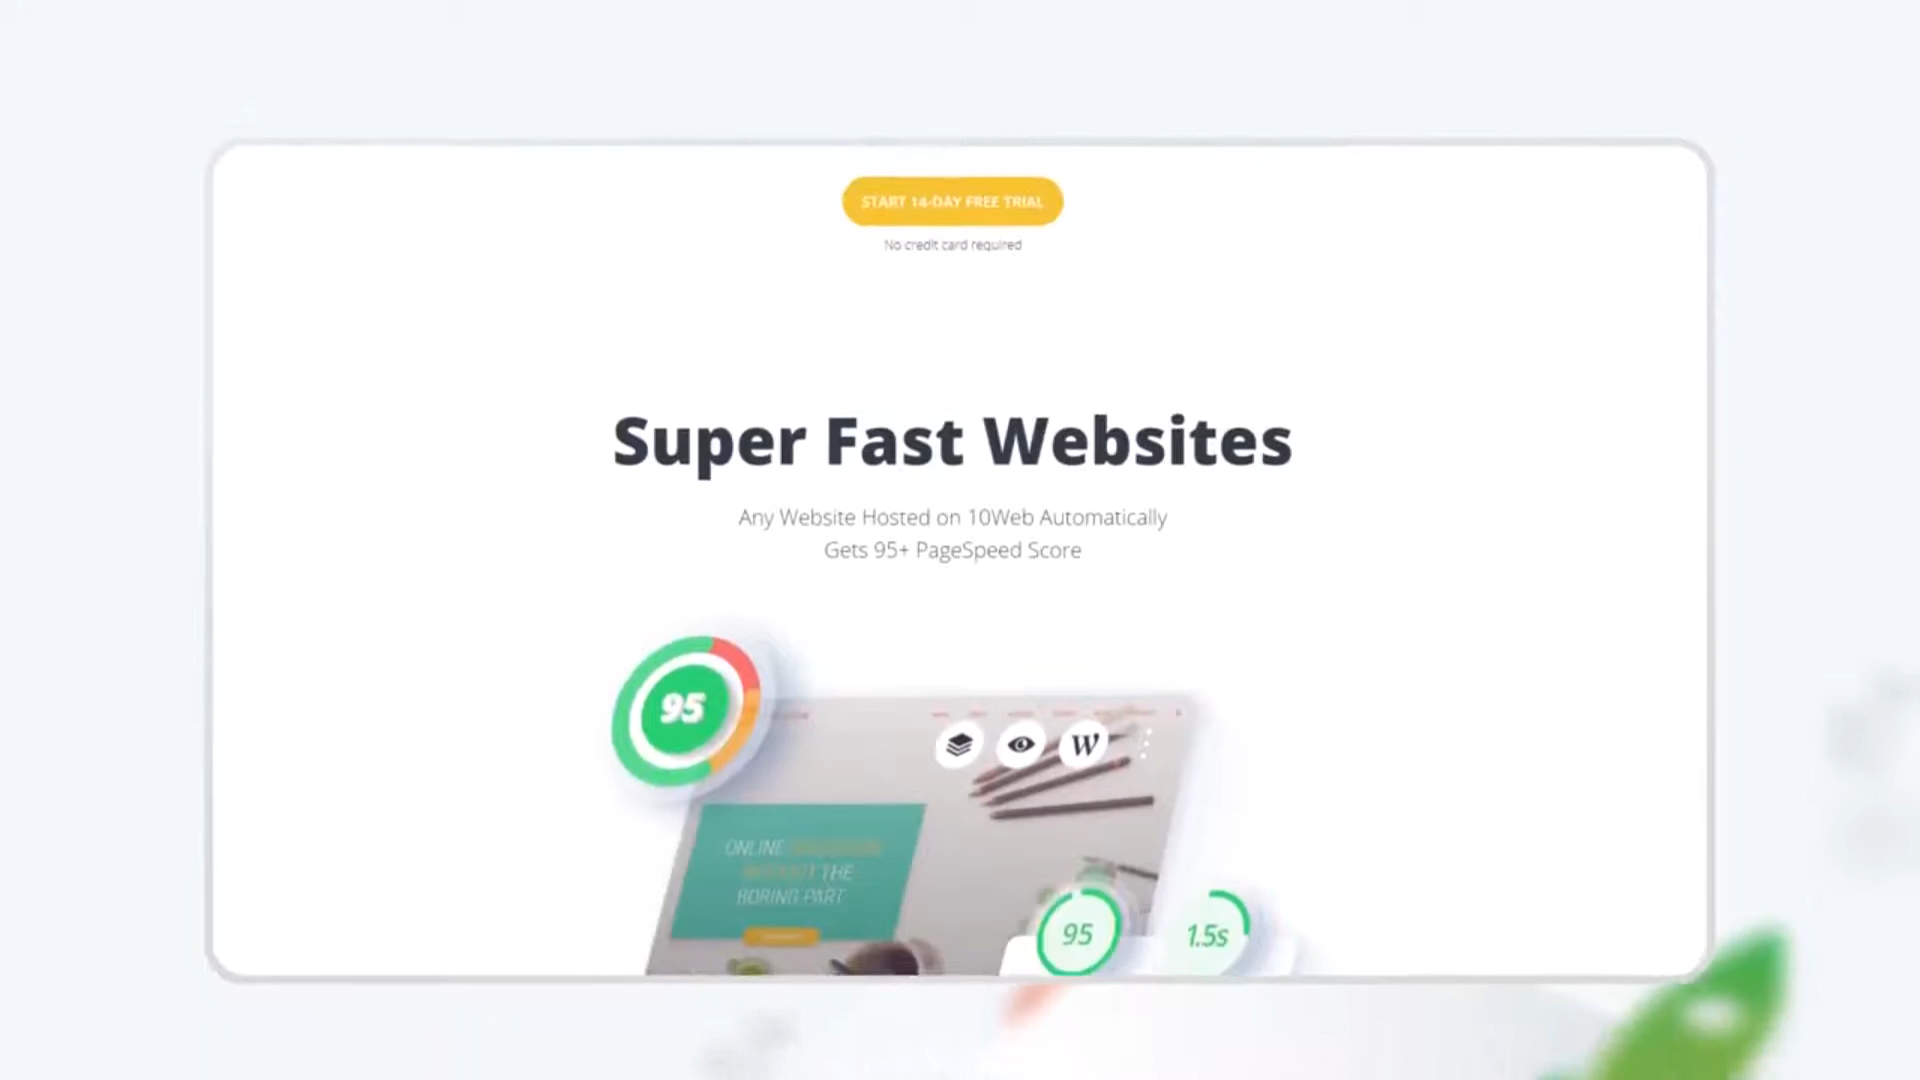 START 14-DAY FREE TRIAL
No credit card required
Super Fast Websites
Any Website Hosted on 10Web Automatically
Gets 95+ PageSpeed Score
95
W
ONLINE
THE
BORING PART
95
1.5s